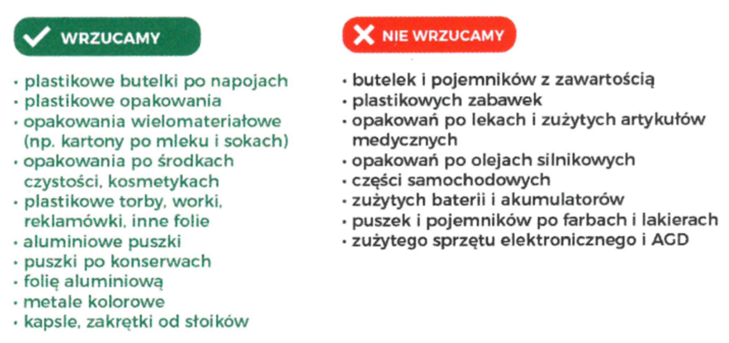 WRZUCAMY
• plastikowe butelki po napojach
• plastikowe opakowania
• opakowania wielomateriałowe
(np. kartony po mleku i sokach)
• opakowania po środkach
czystości, kosmetykach
• plastikowe torby, worki,
reklamówki, inne folie
• aluminiowe puszki
• puszki po konserwach
• folię aluminiową
• metale kolorowe
• kapsle, zakrętki od słoików
NIE WRZUCAMY
• butelek i pojemników z zawartością
• plastikowych zabawek
• opakowań po lekach i zużytych artykułów
medycznych
• opakowań po olejach silnikowych
• części samochodowych
• zużytych baterii i akumulatorów
• puszek i pojemników po farbach i lakierach
• zużytego sprzętu elektronicznego i AGD